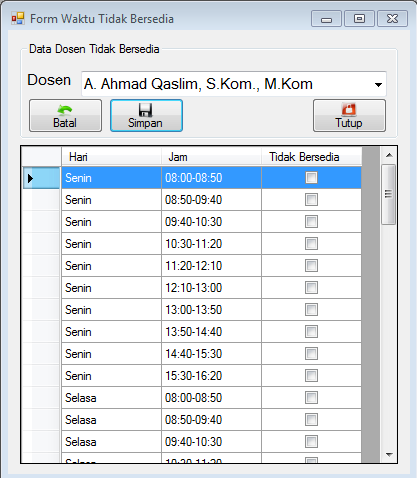 Form Waktu Tidak Bersedia
Data Dosen Tidak Bersedia
Dosen A. Ahmad Qaslim, S.Kom., M.Kom
Batal Simpan Tutup
Hari Jam Tidak Bersedia
Senin 08:00-08:50
Senin 08:50-09:40
Senin 09:40-10:30
Senin 10:30-11:20
Senin 11:20-12:10
Senin 12:10-13:00
Senin 13:00-13:50
Senin 13:50-14:40
Senin 14:40-15:30
Senin 15:30-16:20
Selasa 08:00-08:50
Selasa 08:50-09:40
Selasa 09:40-10:30
Selasa 10:30-11:20